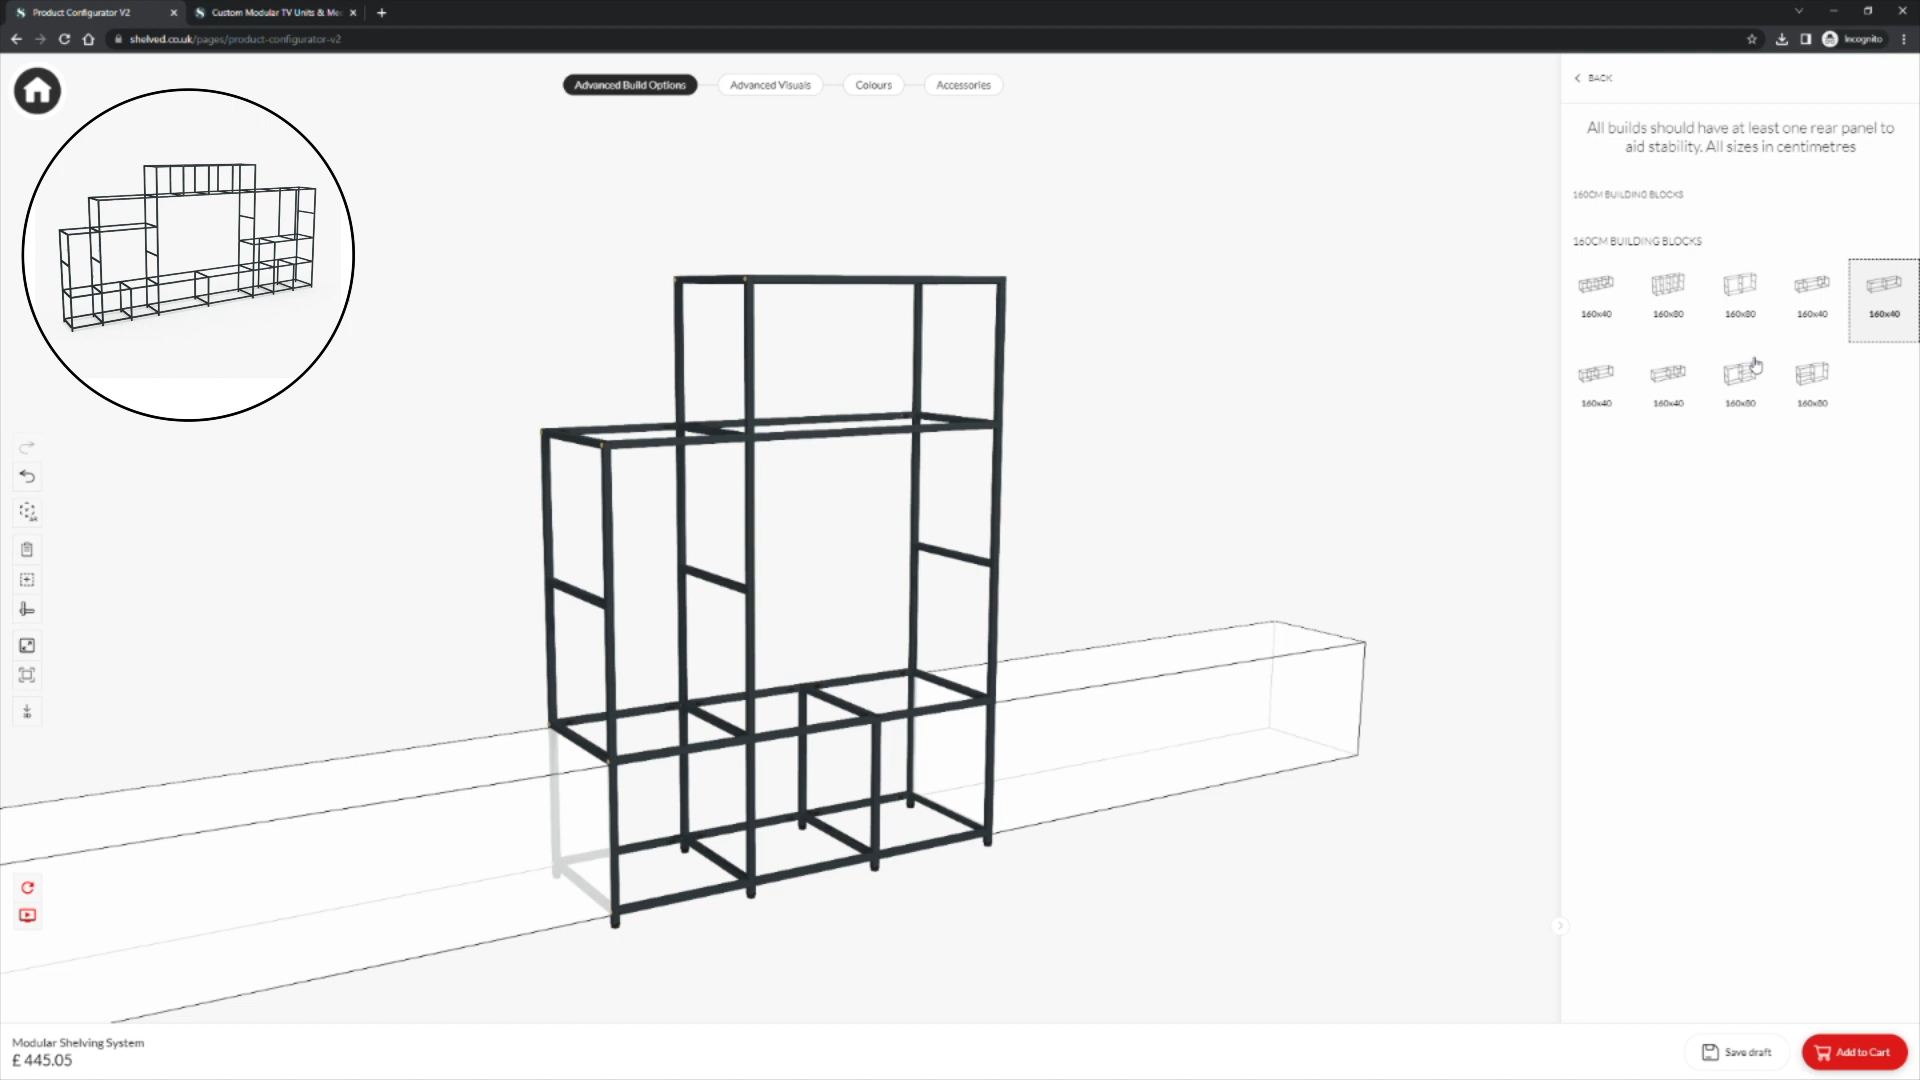 Product Configurator V2
Custom Modular TV Units & Me
shelved.co.uk/pages/product-configurator-v2
Incognito
Advanced Build Options
Advanced Visuals
Colours
Accessories
BACK
All builds should have at least one rear panel to
aid stability. All sizes in centimetres
160CM BUILDING BLOCKS
160CM BUILDING BLOCKS
160x40
160x80
160x80
160x40
160x40
160x40
160x40
160x80
160x80
Modular Shelving System
£ 445.05
Save draft
Add to Cart